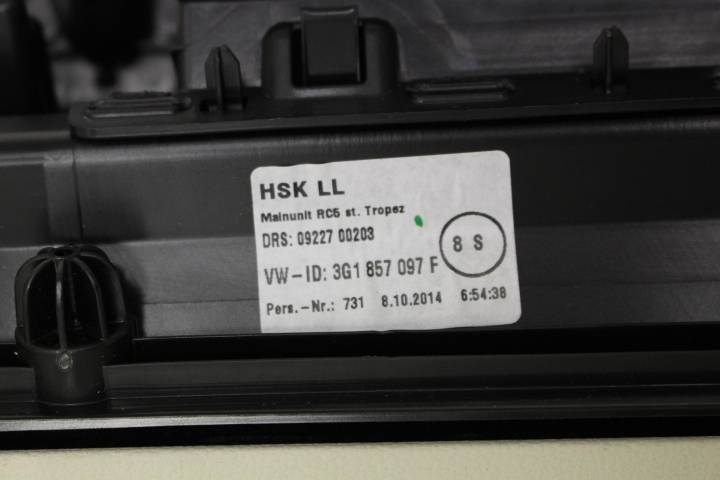 HSK LL
Mainunit RC5 st. Tropez
DRS: 09227 00203
8 S
VW-ID: 3G1 857 097 F
Pers.-Nr.: 731 8.10.2014 6:54:38